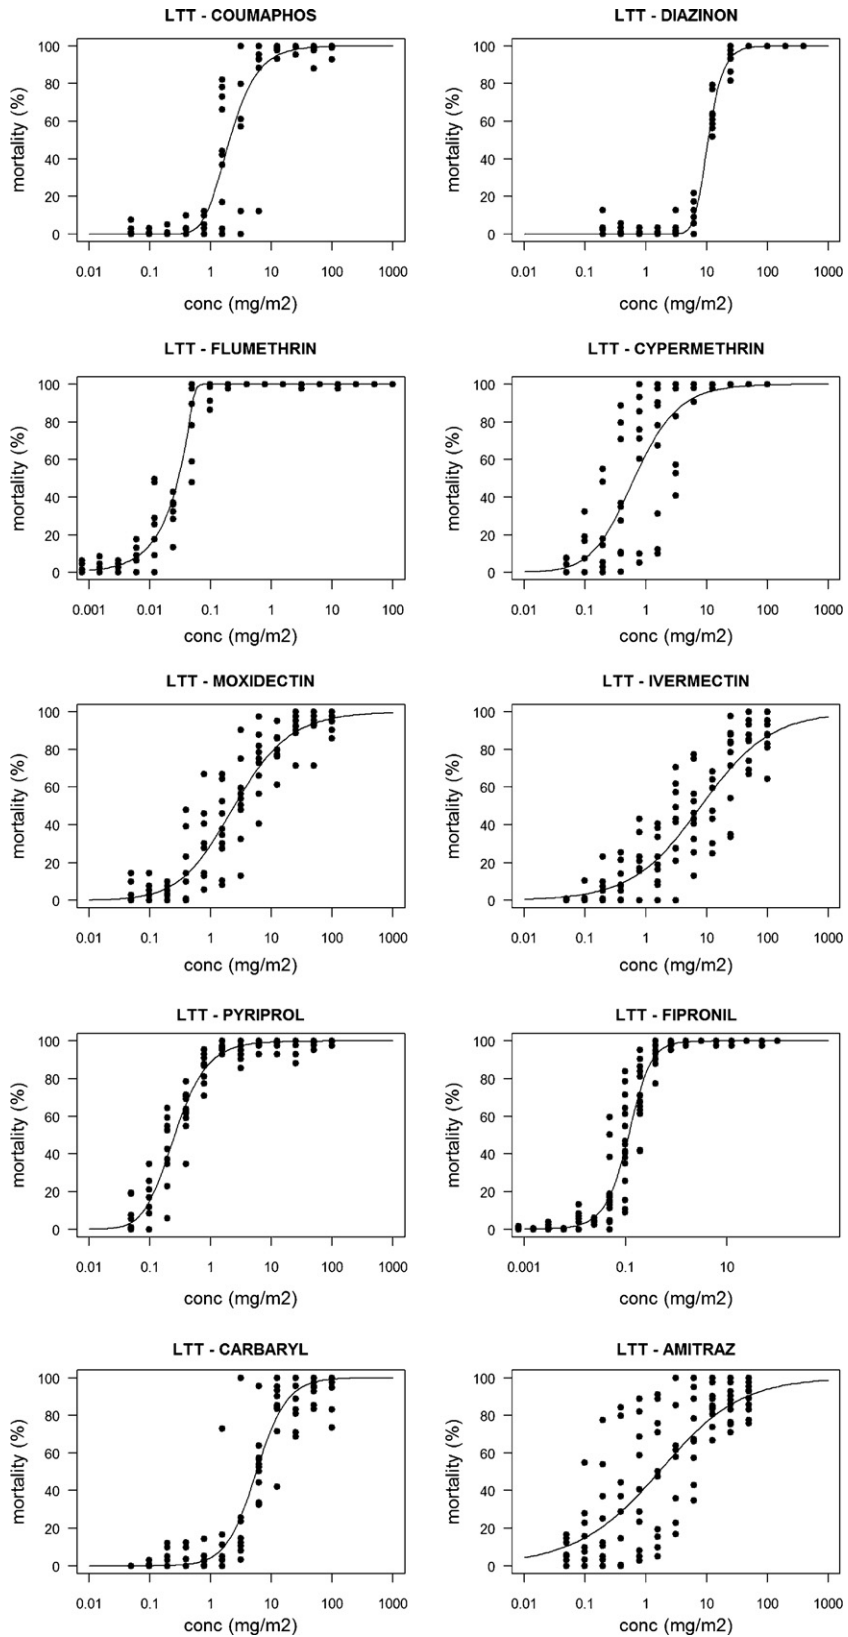 LTT - COUMAPHOS
mortality (%)
100
80
60
40
20
0
0.01 0.1 1 10 100 1000
conc (mg/m2)
LTT - DIAZINON
mortality (%)
100
80
60
40
20
0
0.01 0.1 1 10 100 1000
conc (mg/m2)
LTT - FLUMETHRIN
mortality (%)
100
80
60
40
20
0
0.001 0.01 0.1 1 10 100
conc (mg/m2)
LTT - CYPERMETHRIN
mortality (%)
100
80
60
40
20
0
0.01 0.1 1 10 100 1000
conc (mg/m2)
LTT - MOXIDECTIN
mortality (%)
100
80
60
40
20
0
0.01 0.1 1 10 100 1000
conc (mg/m2)
LTT - IVERMECTIN
mortality (%)
100
80
60
40
20
0
0.01 0.1 1 10 100 1000
conc (mg/m2)
LTT - PYRIPROL
mortality (%)
100
80
60
40
20
0
0.01 0.1 1 10 100 1000
conc (mg/m2)
LTT - FIPRONIL
mortality (%)
100
80
60
40
20
0
0.001 0.1 10
conc (mg/m2)
LTT - CARBARYL
mortality (%)
100
80
60
40
20
0
0.01 0.1 1 10 100 1000
conc (mg/m2)
LTT - AMITRAZ
mortality (%)
100
80
60
40
20
0
0.01 0.1 1 10 100 1000
conc (mg/m2)